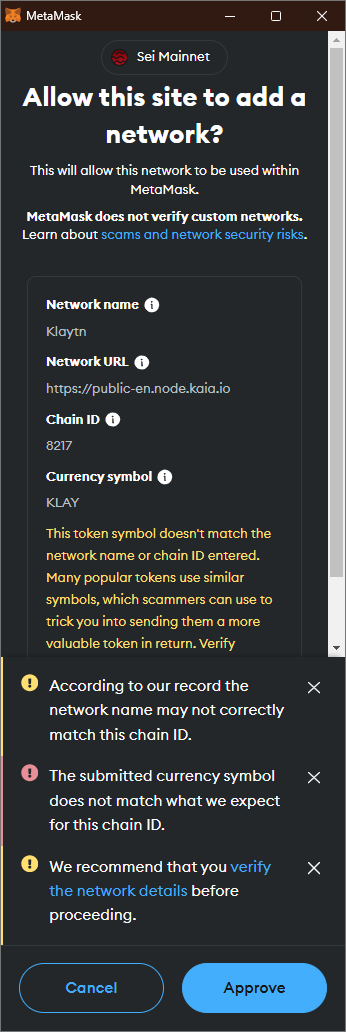 MetaMask
Sei Mainnet
Allow this site to add a
network?
This will allow this network to be used within
MetaMask.
MetaMask does not verify custom networks.
Learn about scams and network security risks.
Network name
Klaytn
Network URL
https://public-en.node.kaia.io
Chain ID
8217
Currency symbol
KLAY
This token symbol doesn't match the
network name or chain ID entered.
Many popular tokens use similar
symbols, which scammers can use to
trick you into sending them a more
valuable token in return. Verify
According to our record the
network name may not correctly
match this chain ID.
The submitted currency symbol
does not match what we expect
for this chain ID.
We recommend that you verify
the network details before
proceeding.
Cancel
Approve